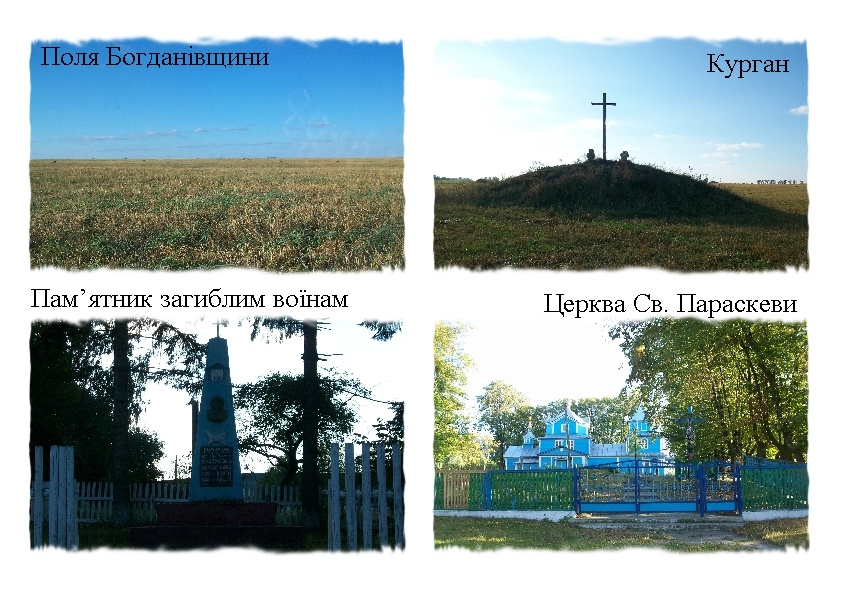 Поля Богданівщини
Курган
Пам’ятник загиблим воїнам
Церква Св. Параскеви